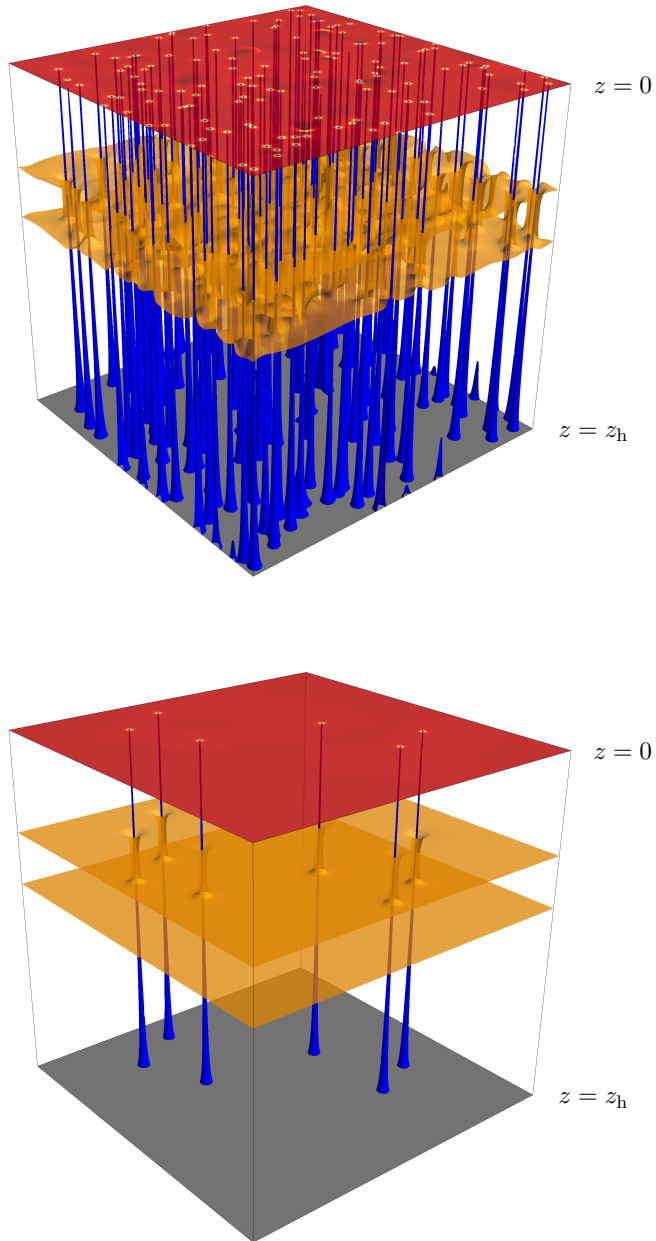 z = 0
z = z_h
z = 0
z = z_h